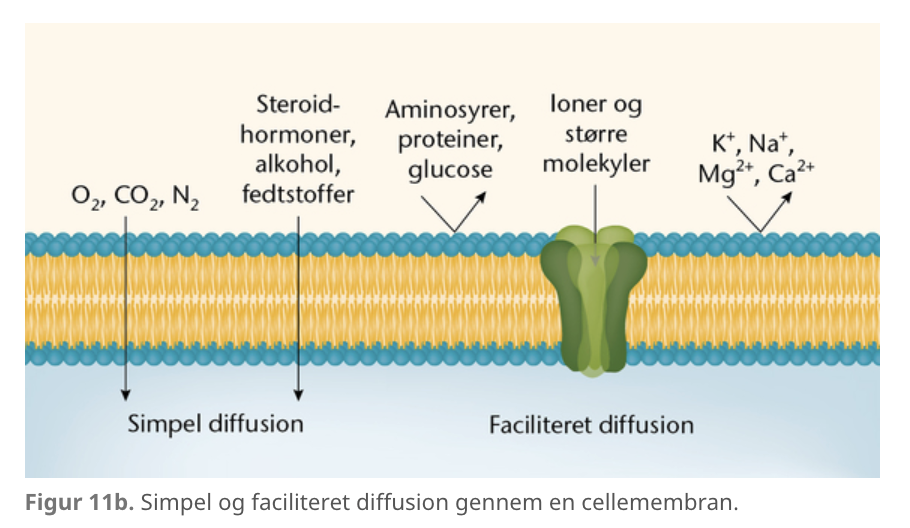 Steroid-
hormoner,
alkohol,
fedtstoffer
Aminosyrer,
proteiner,
glucose
Ioner og
større
molekyler
K⁺, Na⁺,
Mg²⁺, Ca²⁺
O₂, CO₂, N₂
Simpel diffusion
Faciliteret diffusion
Figur 11b. Simpel og faciliteret diffusion gennem en cellemembran.